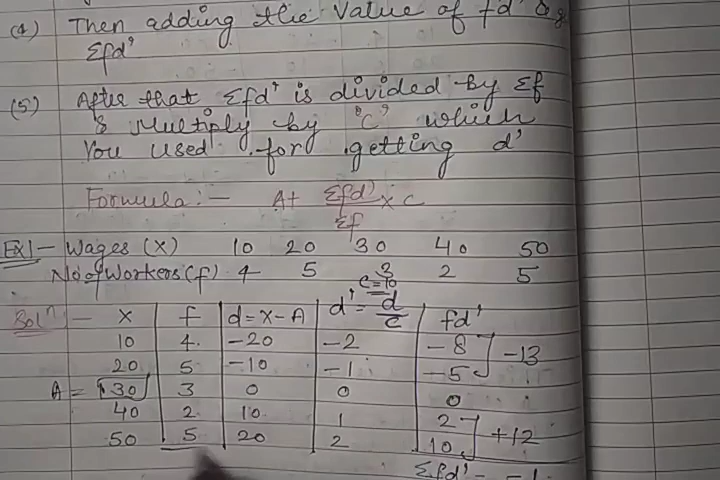 (4) Then adding the Value of fd'
Σfd'
(5) After that Σfd' is divided by Σf
& Multiply by "C" which
You used for getting d'
Formula :- A+ Σfd'/Σf × C
EX1 - Wages (X) 10 20 30 40 50
No of Workers (f) 4 5 3 2 5
Sol^n - X f d=X-A d'=d/c C=10 fd'
10 4 -20 -2 -8 -13
20 5 -10 -1 -5
A = 30 3 0 0 0
40 2 10 1 2 +12
50 5 20 2 10
Σfd' = -1